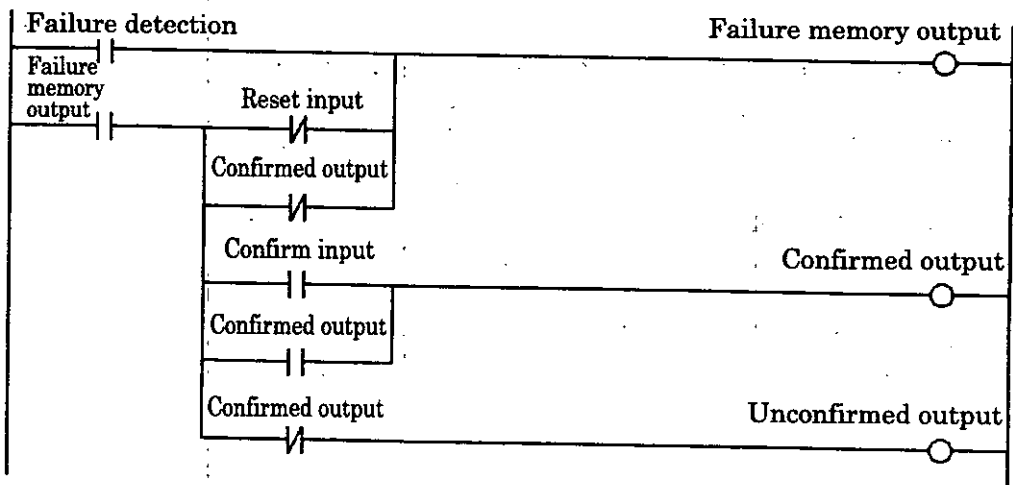 Failure detection
Failure memory output
Failure
memory
output
Reset input
Confirmed output
Confirm input
Confirmed output
Confirmed output
Confirmed output
Unconfirmed output